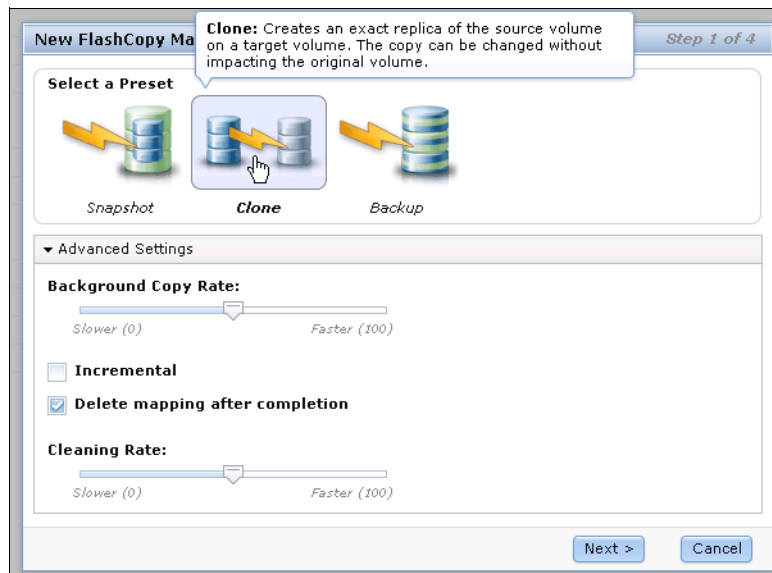 Clone: Creates an exact replica of the source volume
on a target volume. The copy can be changed without
impacting the original volume.
New FlashCopy Ma
Step 1 of 4
Select a Preset
Snapshot
Clone
Backup
Advanced Settings
Background Copy Rate:
Slower (0)
Faster (100)
Incremental
Delete mapping after completion
Cleaning Rate:
Slower (0)
Faster (100)
Next >
Cancel